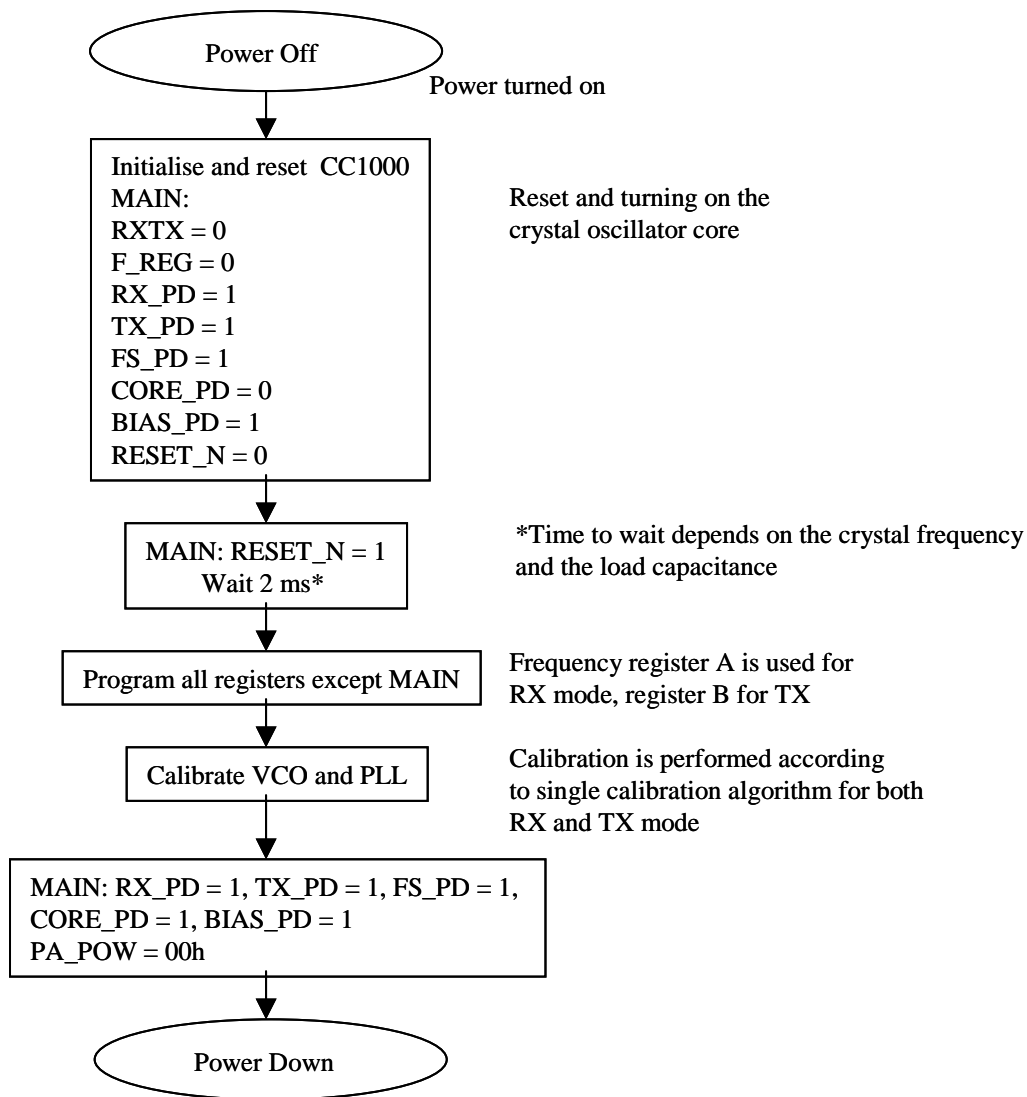 Power Off
Power turned on
Initialise and reset CC1000
MAIN:
RXTX = 0
F_REG = 0
RX_PD = 1
TX_PD = 1
FS_PD = 1
CORE_PD = 0
BIAS_PD = 1
RESET_N = 0
Reset and turning on the
crystal oscillator core
MAIN: RESET_N = 1
Wait 2 ms*
*Time to wait depends on the crystal frequency
and the load capacitance
Program all registers except MAIN
Frequency register A is used for
RX mode, register B for TX
Calibrate VCO and PLL
Calibration is performed according
to single calibration algorithm for both
RX and TX mode
MAIN: RX_PD = 1, TX_PD = 1, FS_PD = 1,
CORE_PD = 1, BIAS_PD = 1
PA_POW = 00h
Power Down